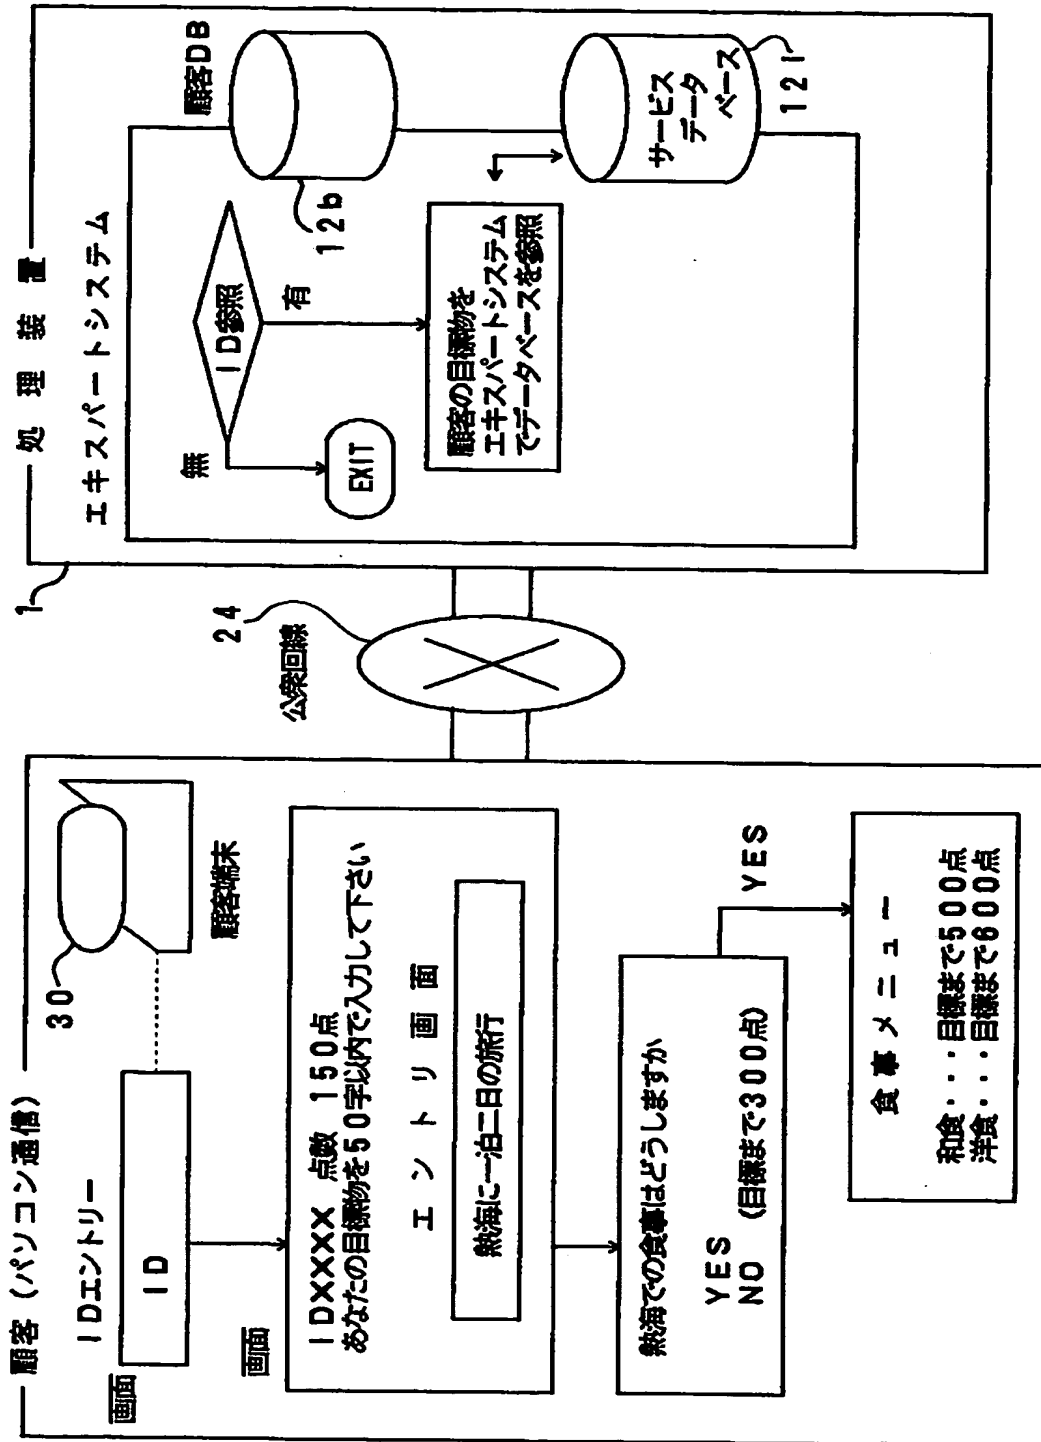 顧客(パソコン通信)
IDエントリー
画面
ID
30
顧客端末
画面
IDXXXX 点数 150点
あなたの目標物を50字以内で入力して下さい
エントリ画面
熱海に一泊二日の旅行
熱海での食事はどうしますか
YES
NO (目標まで300点)
YES
食事メニュー
和食・・・目標まで500点
洋食・・・目標まで600点
24
公衆回線
1
処理装置
エキスパートシステム
顧客DB
12b
ID参照
無
有
EXIT
顧客の目標物を
エキスパートシステム
でデータベースを参照
サービス
データ
ベース
121